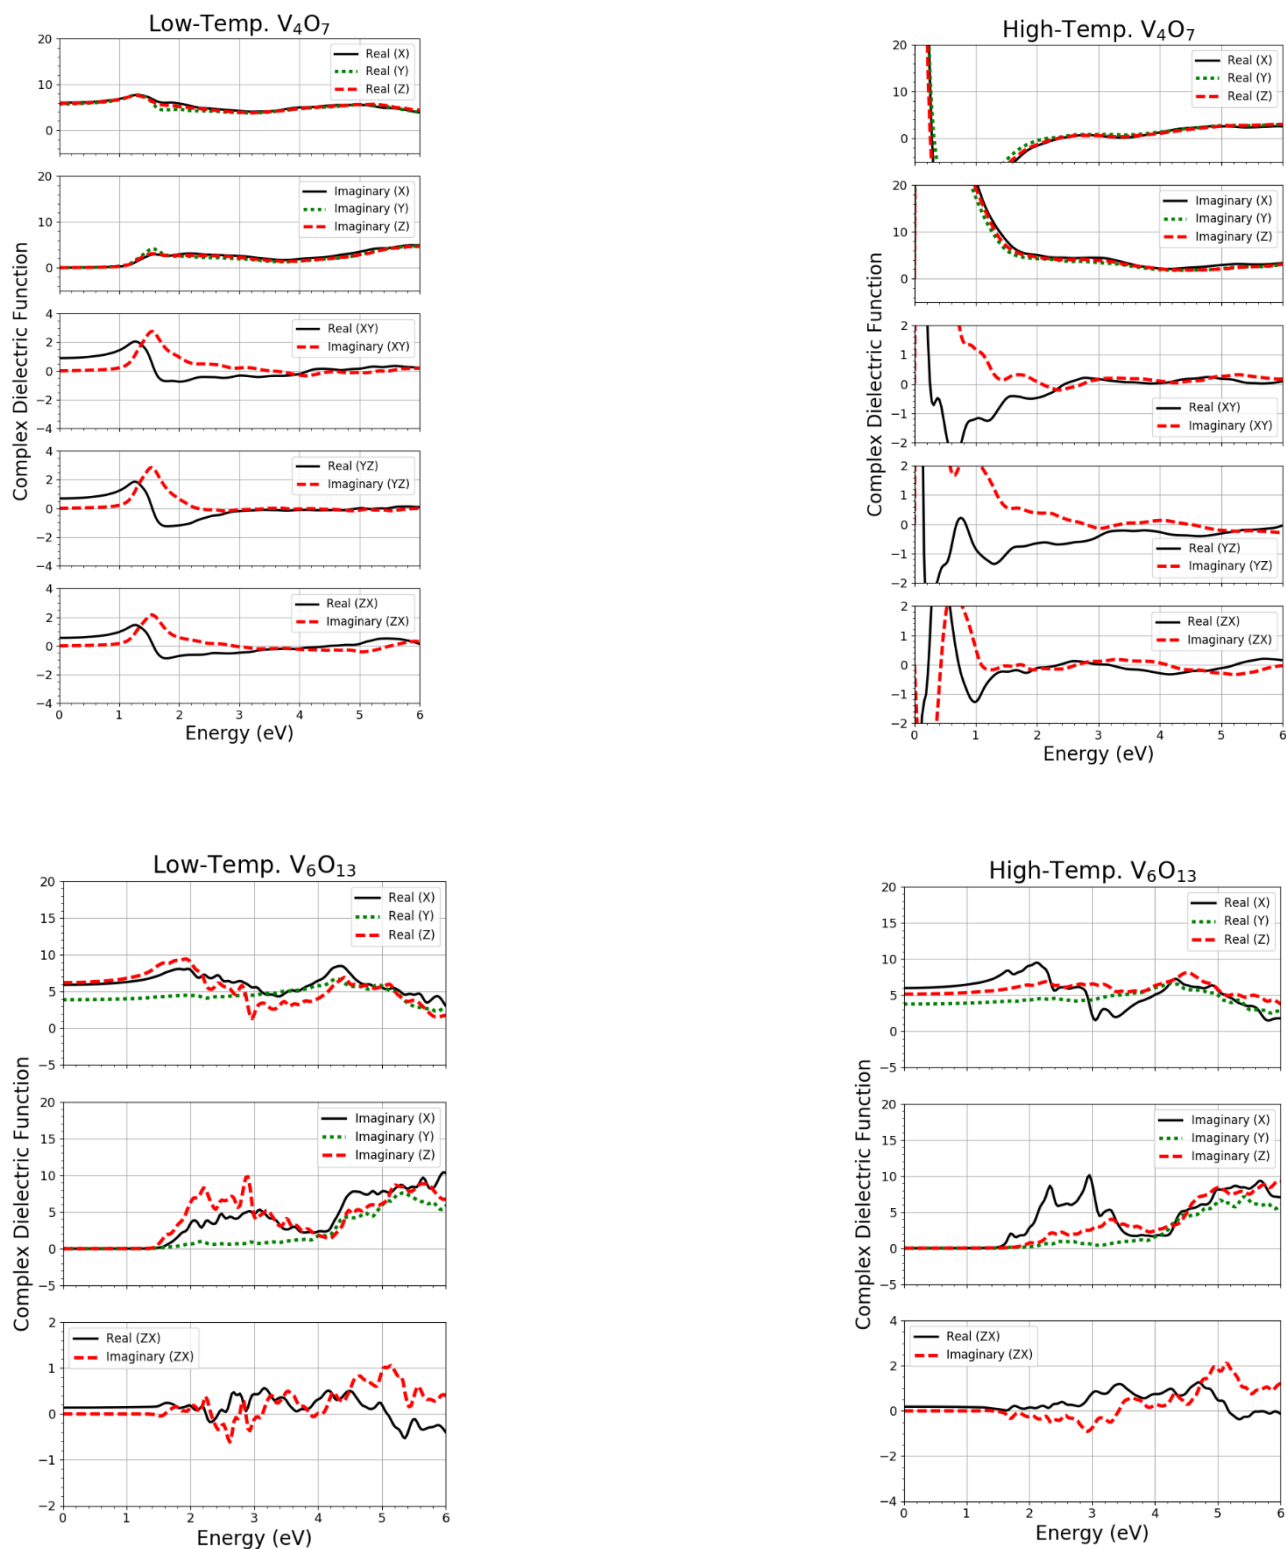 Low-Temp. V₄O₇
20
10
0
Real (X)
Real (Y)
Real (Z)
20
10
0
Imaginary (X)
Imaginary (Y)
Imaginary (Z)
4
2
0
−2
−4
Real (XY)
Imaginary (XY)
4
2
0
−2
−4
Real (YZ)
Imaginary (YZ)
4
2
0
−2
−4
Real (ZX)
Imaginary (ZX)
0 1 2 3 4 5 6
Energy (eV)
Complex Dielectric Function
High-Temp. V₄O₇
20
10
0
Real (X)
Real (Y)
Real (Z)
20
10
0
Imaginary (X)
Imaginary (Y)
Imaginary (Z)
2
1
0
−1
−2
Real (XY)
Imaginary (XY)
2
1
0
−1
−2
Real (YZ)
Imaginary (YZ)
2
1
0
−1
−2
Real (ZX)
Imaginary (ZX)
0 1 2 3 4 5 6
Energy (eV)
Complex Dielectric Function
Low-Temp. V₆O₁₃
20
15
10
5
0
−5
Real (X)
Real (Y)
Real (Z)
20
15
10
5
0
−5
Imaginary (X)
Imaginary (Y)
Imaginary (Z)
2
1
0
−1
−2
Real (ZX)
Imaginary (ZX)
0 1 2 3 4 5 6
Energy (eV)
Complex Dielectric Function
High-Temp. V₆O₁₃
20
15
10
5
0
−5
Real (X)
Real (Y)
Real (Z)
20
15
10
5
0
−5
Imaginary (X)
Imaginary (Y)
Imaginary (Z)
4
2
0
−2
−4
Real (ZX)
Imaginary (ZX)
0 1 2 3 4 5 6
Energy (eV)
Complex Dielectric Function